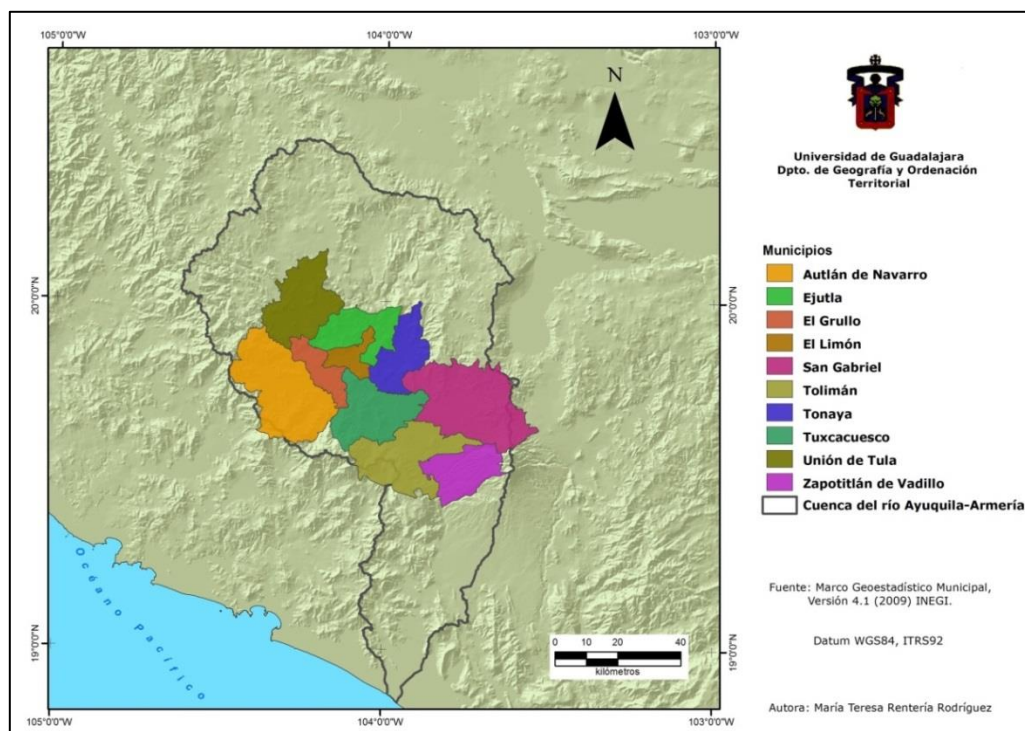 105°0'0"W
104°0'0"W
103°0'0"W
N
20°0'0"N
20°0'0"N
19°0'0"N
19°0'0"N
Océano Pacífico
0 10 20 40
kilómetros
105°0'0"W
104°0'0"W
103°0'0"W
Universidad de Guadalajara
Dpto. de Geografía y Ordenación
Territorial
Municipios
Autlán de Navarro
Ejutla
El Grullo
El Limón
San Gabriel
Tolimán
Tonaya
Tuxcacuesco
Unión de Tula
Zapotitlán de Vadillo
Cuenca del río Ayuquila-Armería
Fuente: Marco Geoestadístico Municipal,
Versión 4.1 (2009) INEGI.
Datum WGS84, ITRS92
Autora: María Teresa Rentería Rodríguez